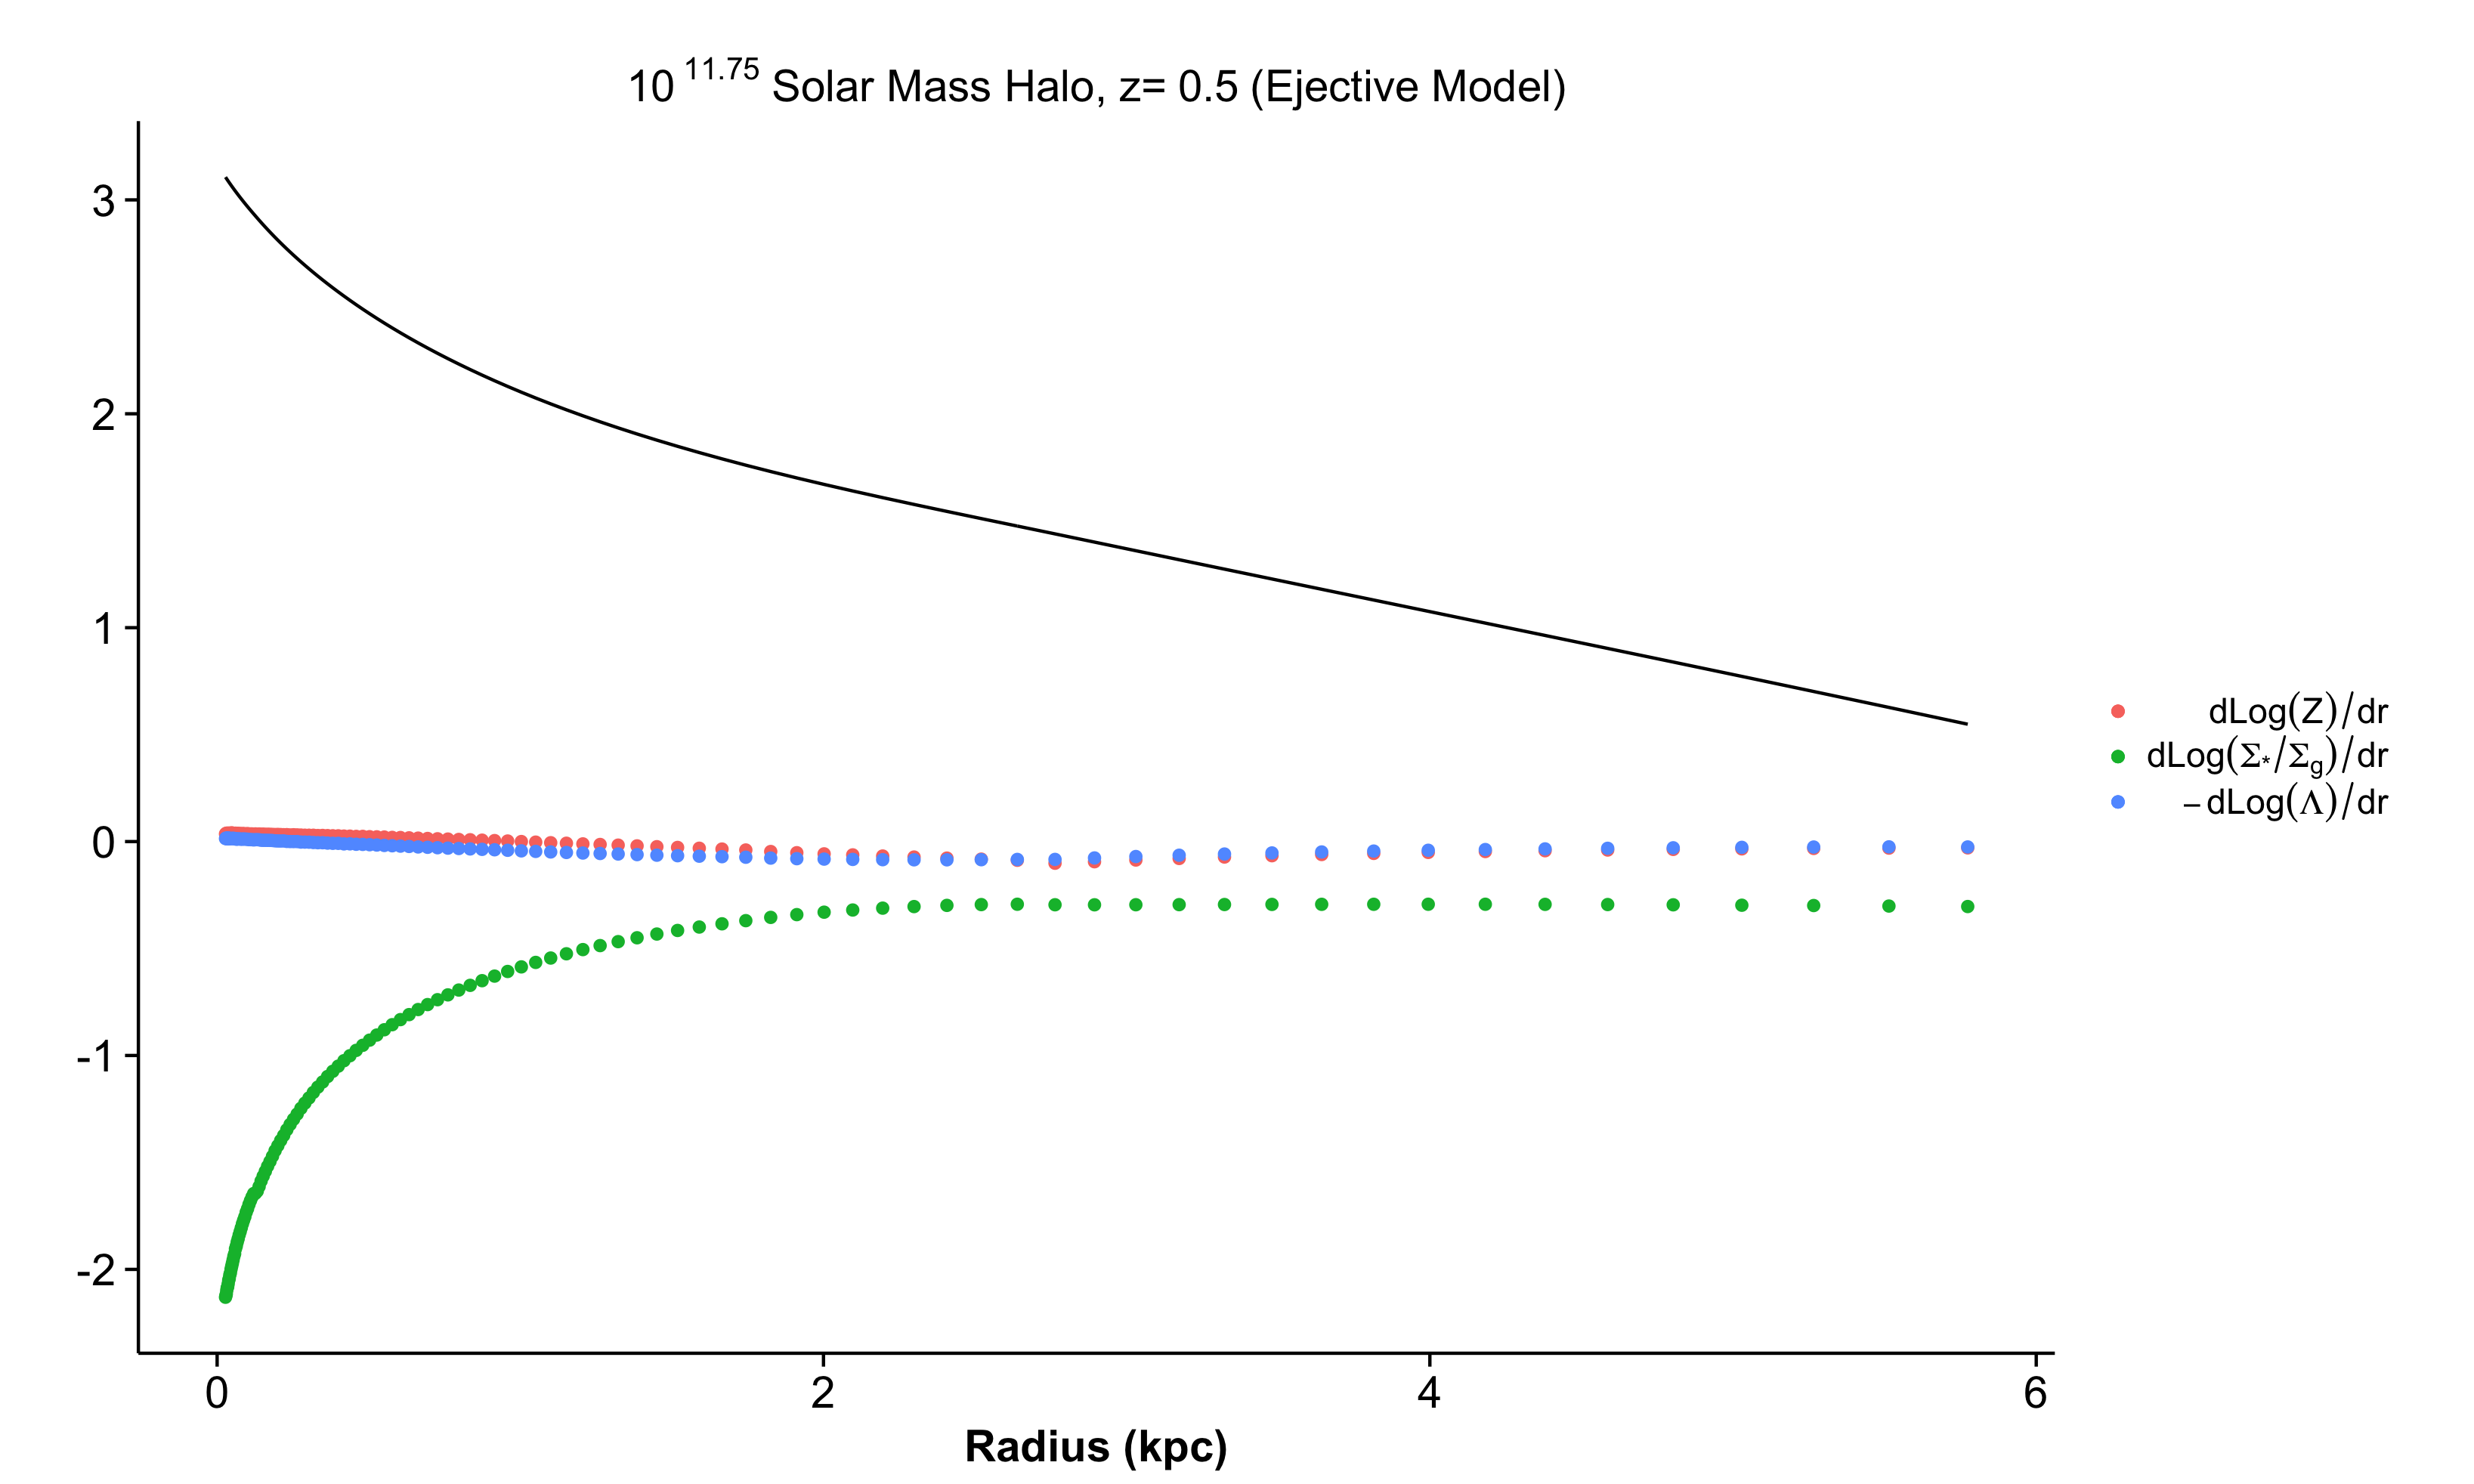 10 11.75 Solar Mass Halo, z= 0.5 (Ejective Model)
3
2
1
0
-1
-2
0 2 4 6
Radius (kpc)
dLog(Z)/dr
dLog(Σ*/Σg)/dr
− dLog(Λ)/dr